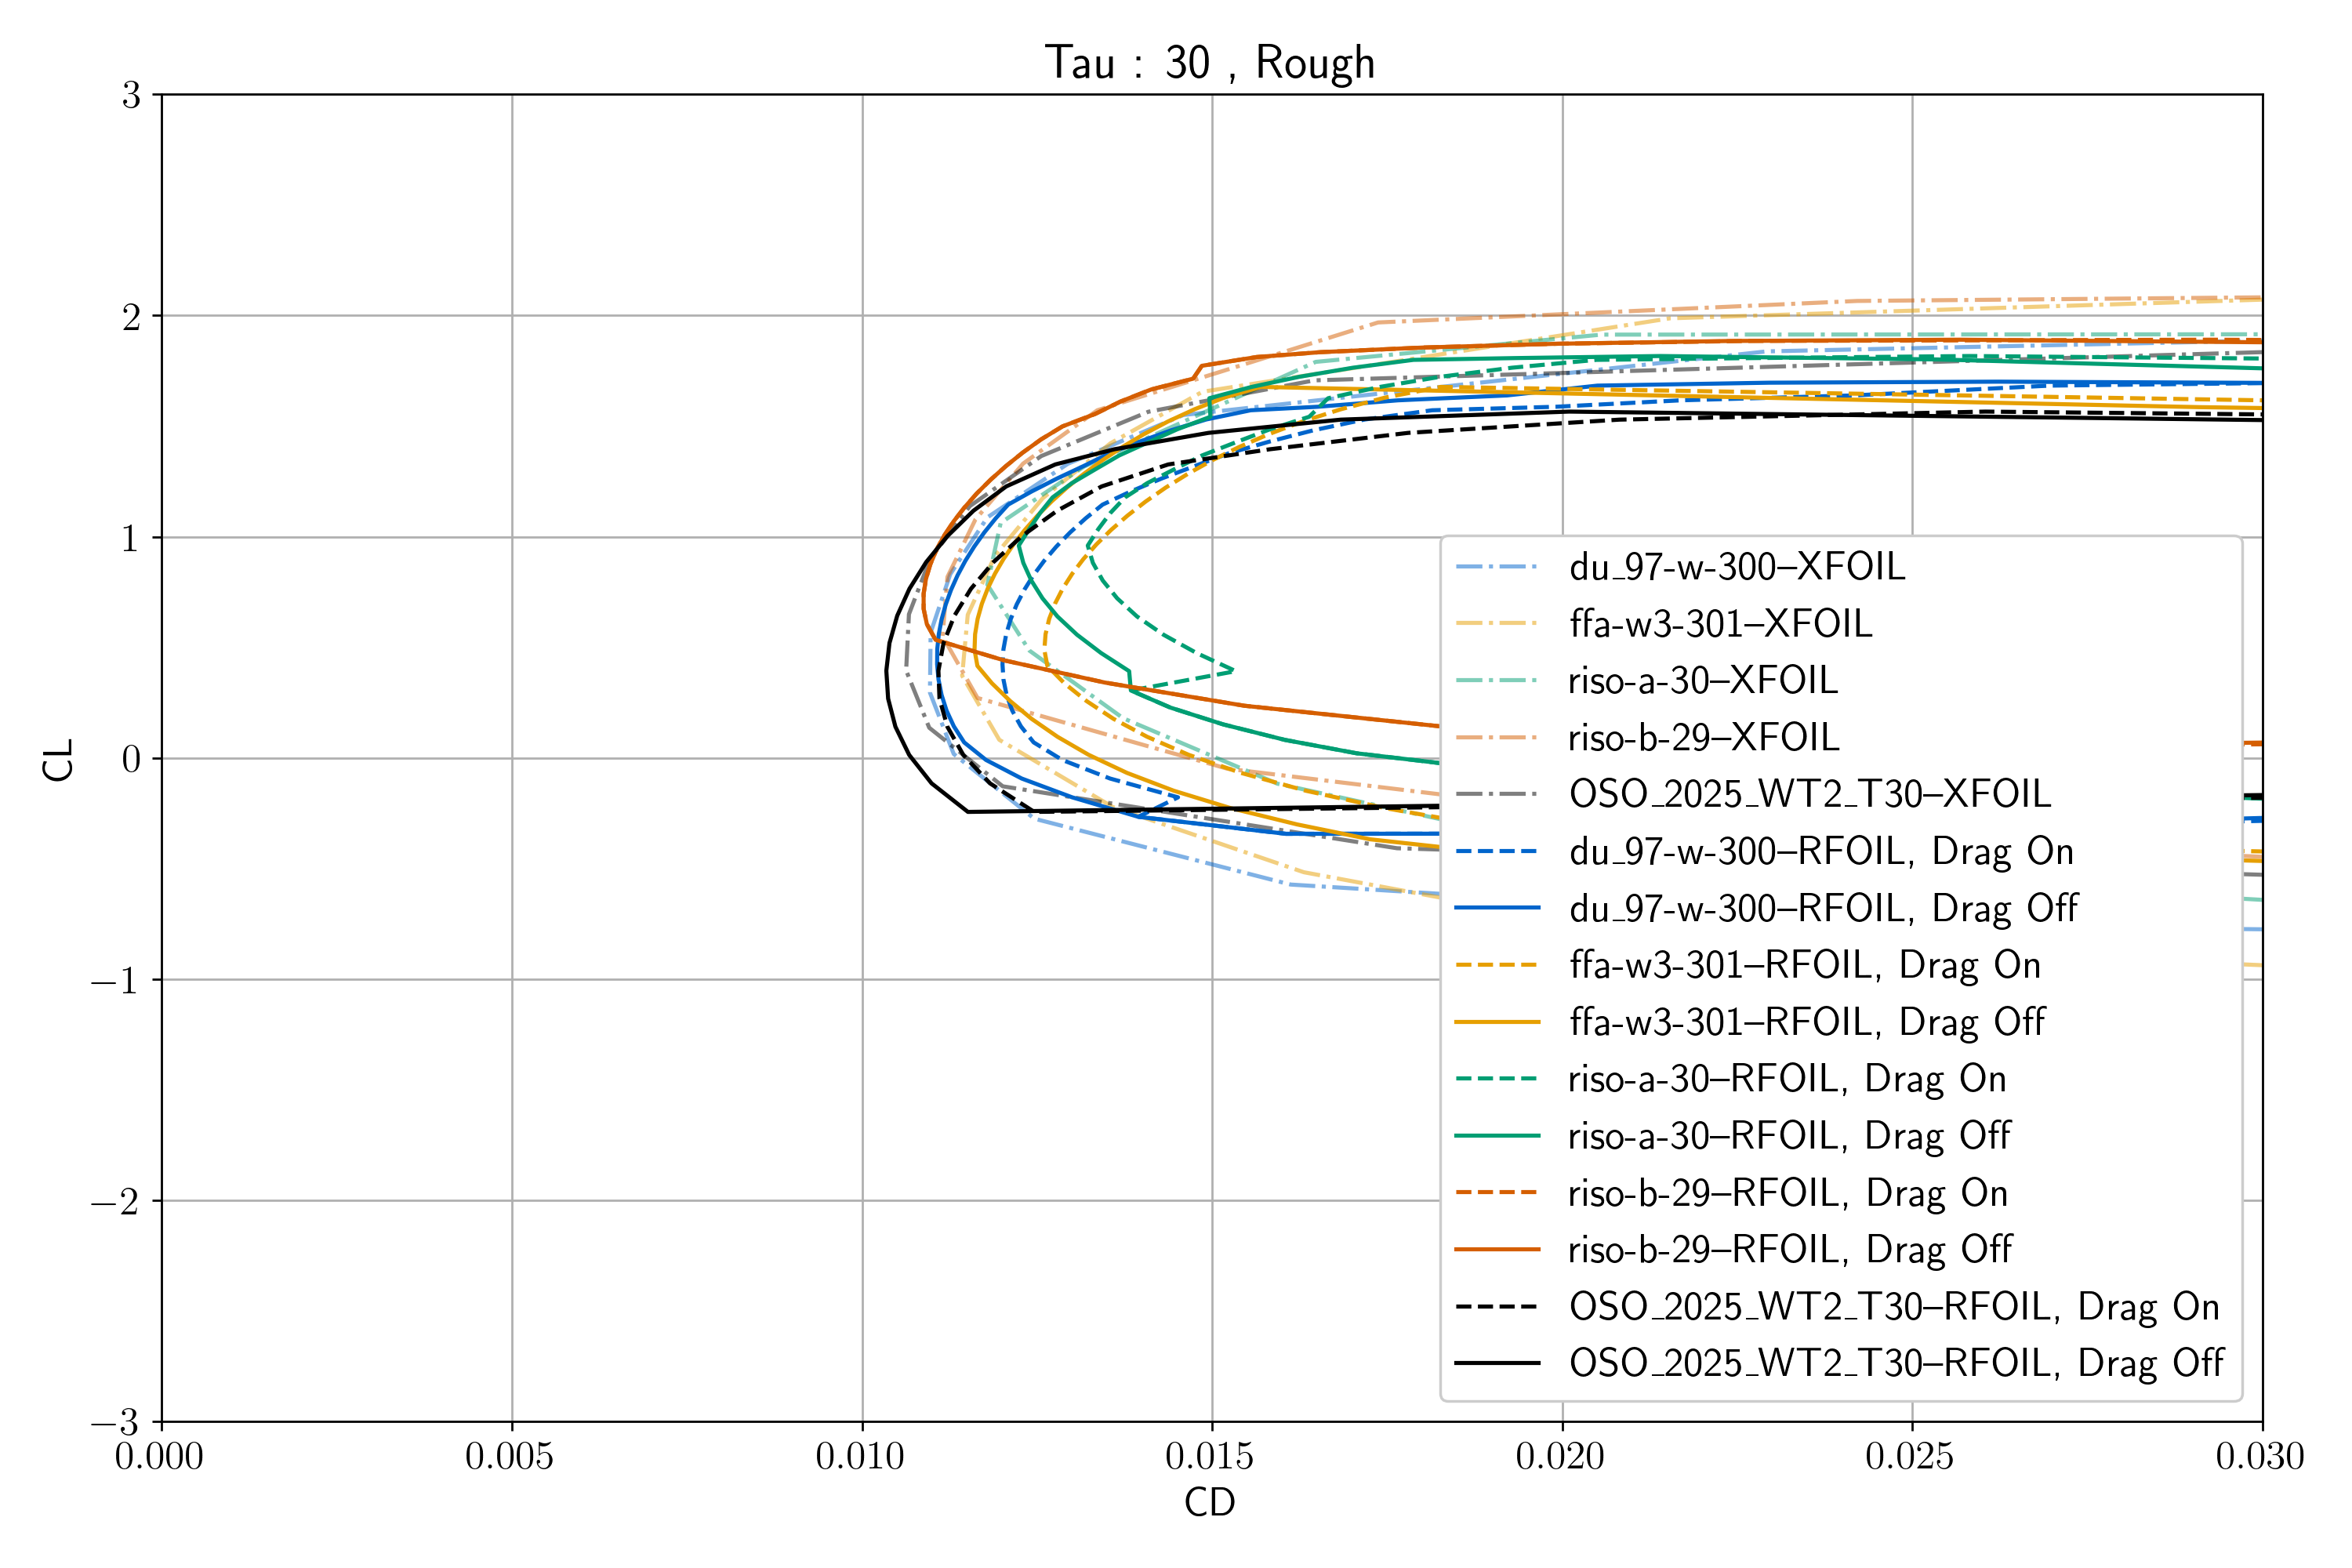 Tau : 30 , Rough
3
2
1
0
−1
−2
−3
CL
0.000 0.005 0.010 0.015 0.020 0.025 0.030
CD
du_97-w-300–XFOIL
ffa-w3-301–XFOIL
riso-a-30–XFOIL
riso-b-29–XFOIL
OSO_2025_WT2_T30–XFOIL
du_97-w-300–RFOIL, Drag On
du_97-w-300–RFOIL, Drag Off
ffa-w3-301–RFOIL, Drag On
ffa-w3-301–RFOIL, Drag Off
riso-a-30–RFOIL, Drag On
riso-a-30–RFOIL, Drag Off
riso-b-29–RFOIL, Drag On
riso-b-29–RFOIL, Drag Off
OSO_2025_WT2_T30–RFOIL, Drag On
OSO_2025_WT2_T30–RFOIL, Drag Off